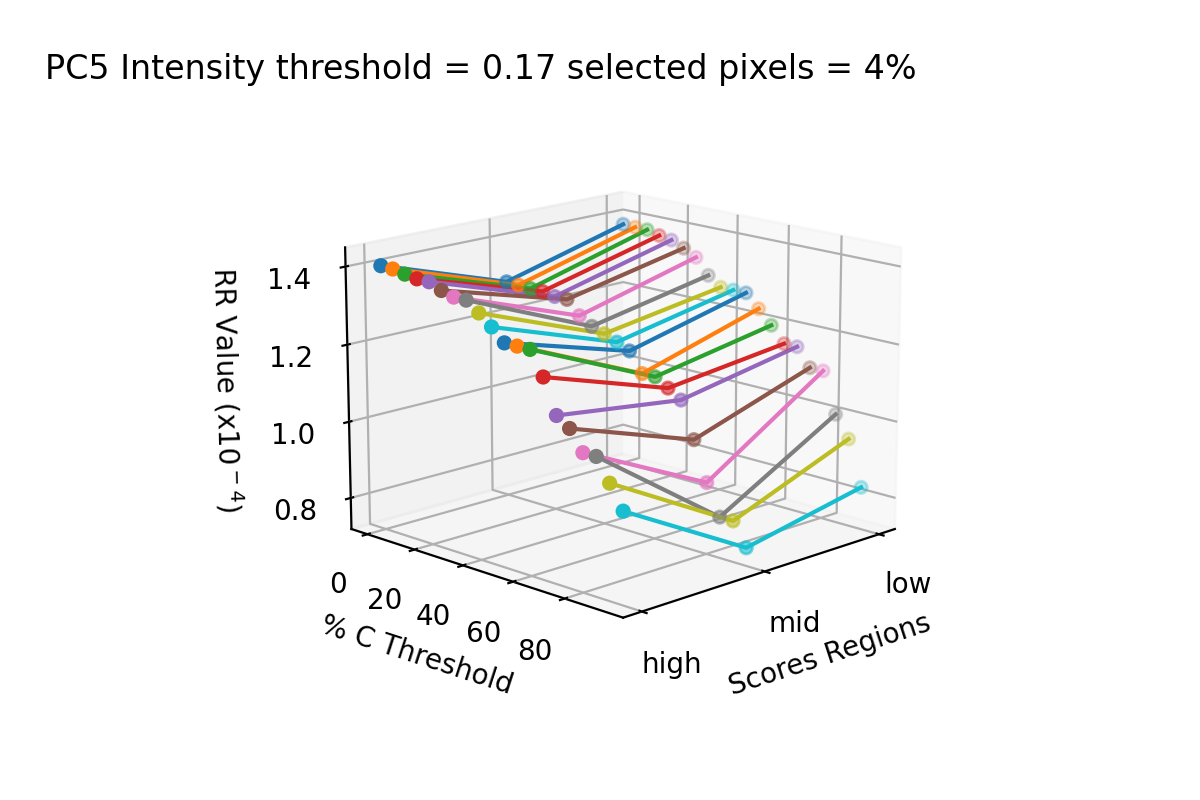 PC5 Intensity threshold = 0.17 selected pixels = 4%
RR Value (x10⁻⁴)
1.4
1.2
1.0
0.8
0
20
40
60
80
% C Threshold
high
mid
low
Scores Regions